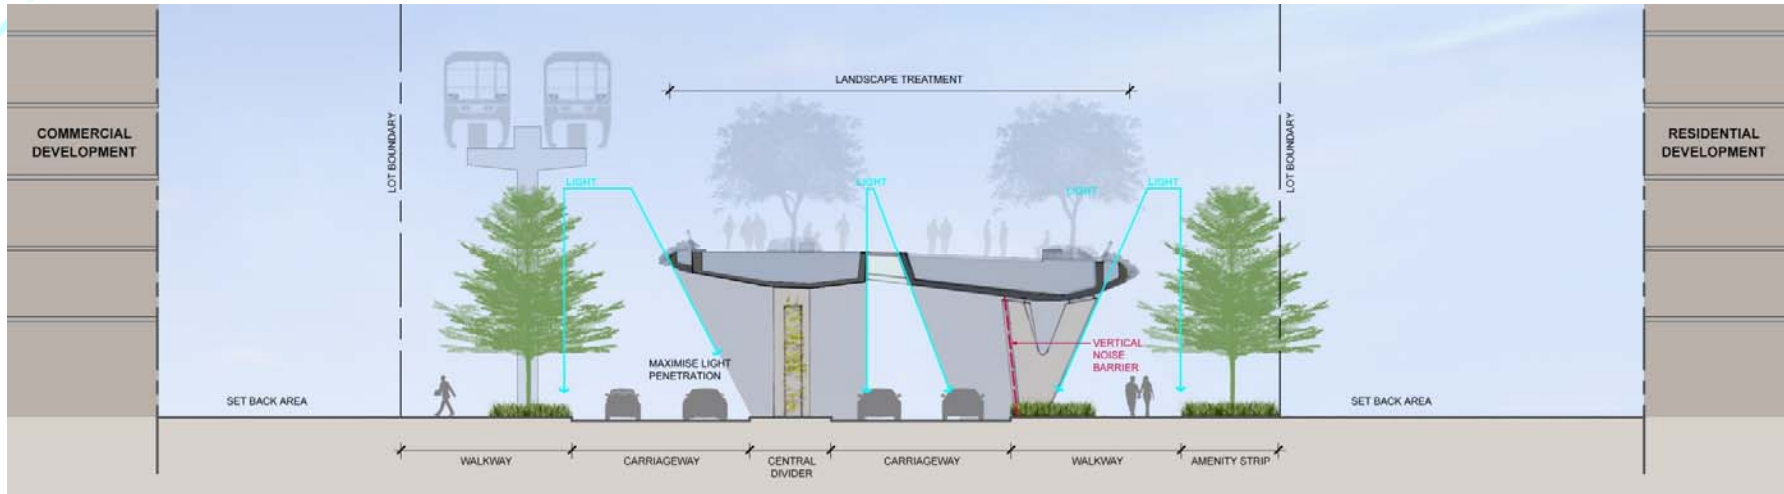 LANDSCAPE TREATMENT
COMMERCIAL
DEVELOPMENT
LOT BOUNDARY
LOT BOUNDARY
RESIDENTIAL
DEVELOPMENT
LIGHT
LIGHT
LIGHT
LIGHT
VERTICAL
NOISE
BARRIER
MAXIMISE LIGHT
PENETRATION
SET BACK AREA
SET BACK AREA
WALKWAY
CARRIAGEWAY
CENTRAL
DIVIDER
CARRIAGEWAY
WALKWAY
AMENITY STRIP